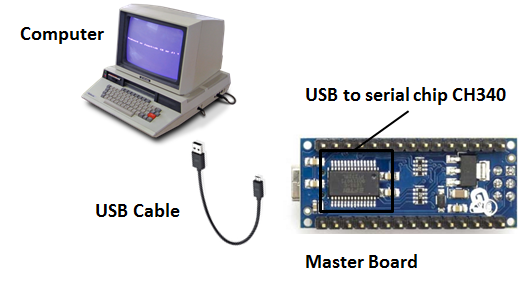 Computer
USB to serial chip CH340
USB Cable
Master Board